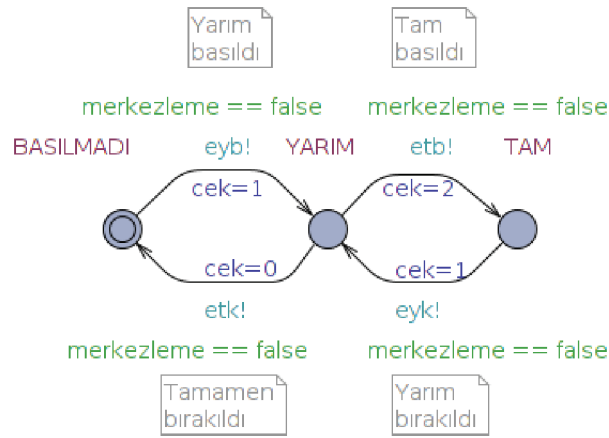 Yarım
basıldı
Tam
basıldı
merkezleme == false
merkezleme == false
BASILMADI
eyb!
YARIM
etb!
TAM
cek=1
cek=2
cek=0
cek=1
etk!
eyk!
merkezleme == false
merkezleme == false
Tamamen
bırakıldı
Yarım
bırakıldı